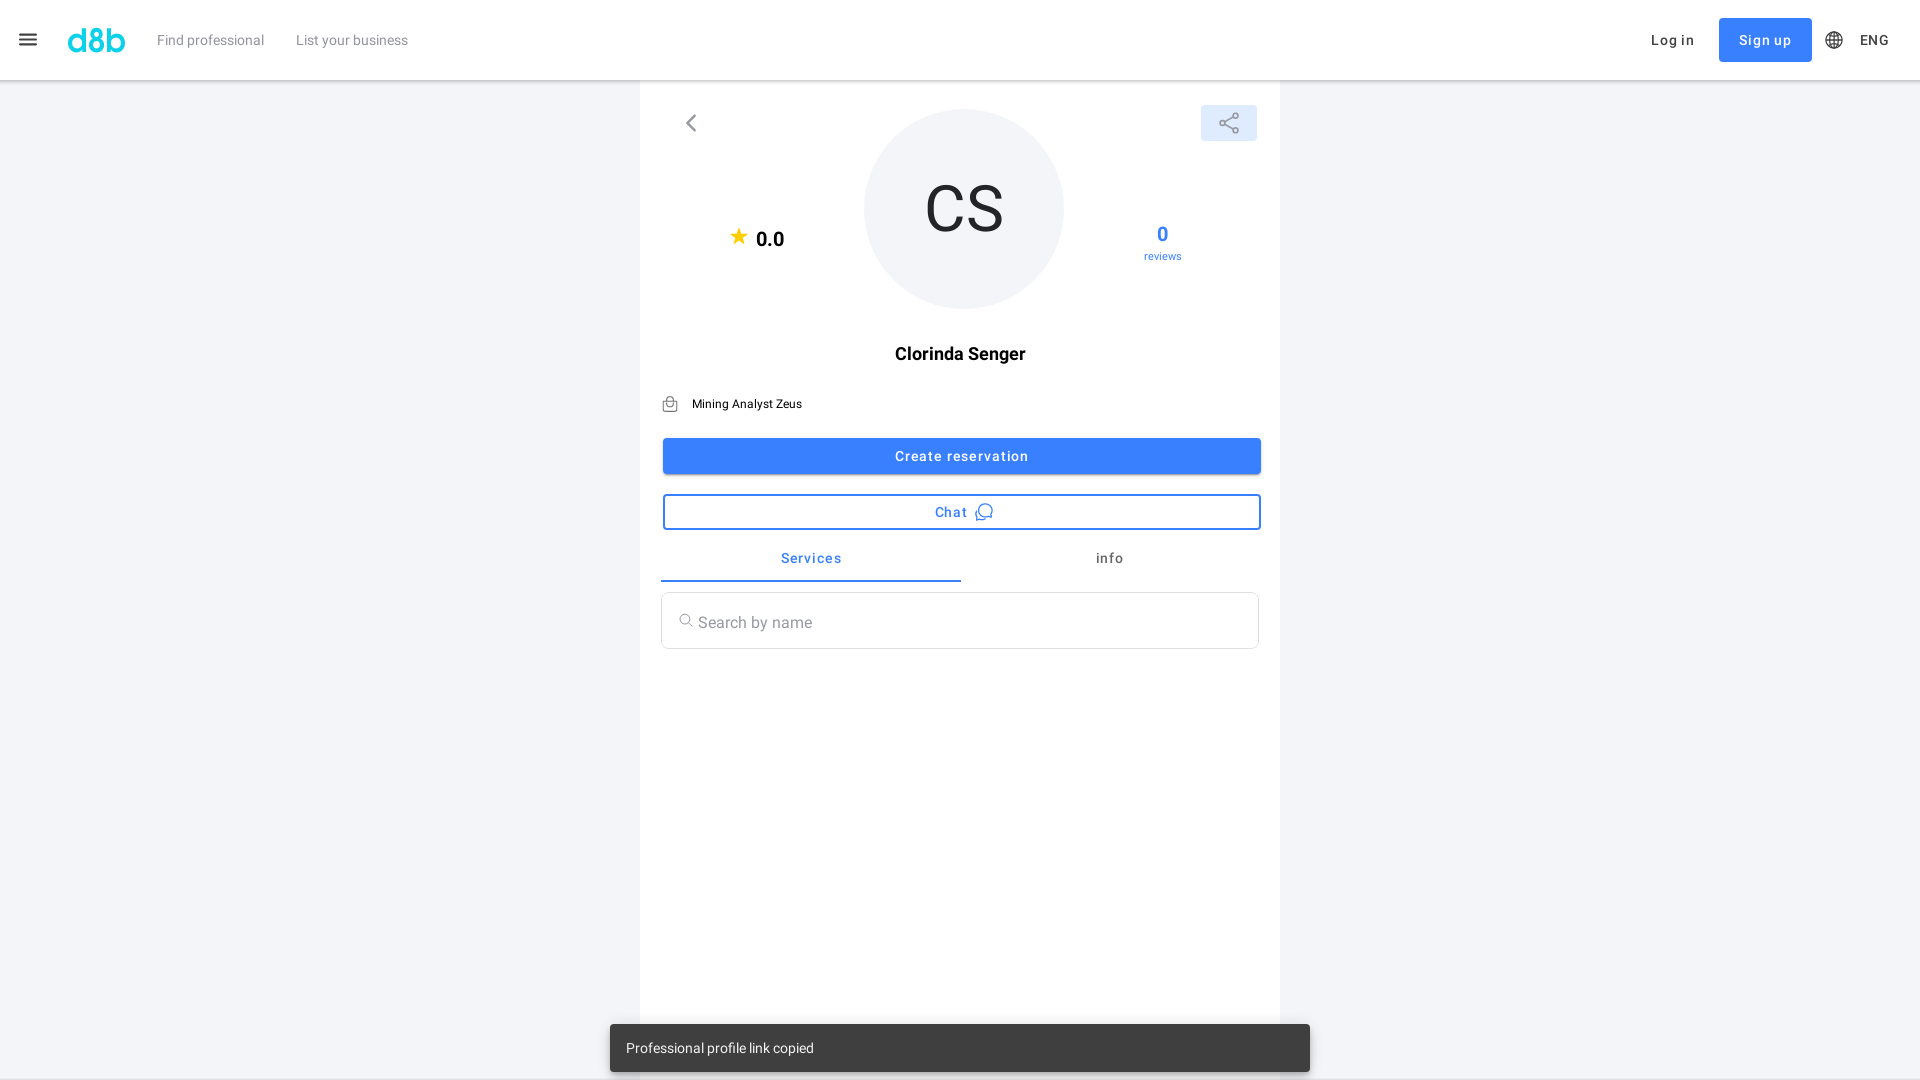 d8b
Find professional
List your business
Log in
Sign up
ENG
CS
0.0
0
reviews
Clorinda Senger
Mining Analyst Zeus
Create reservation
Chat
Services
info
Search by name
Professional profile link copied